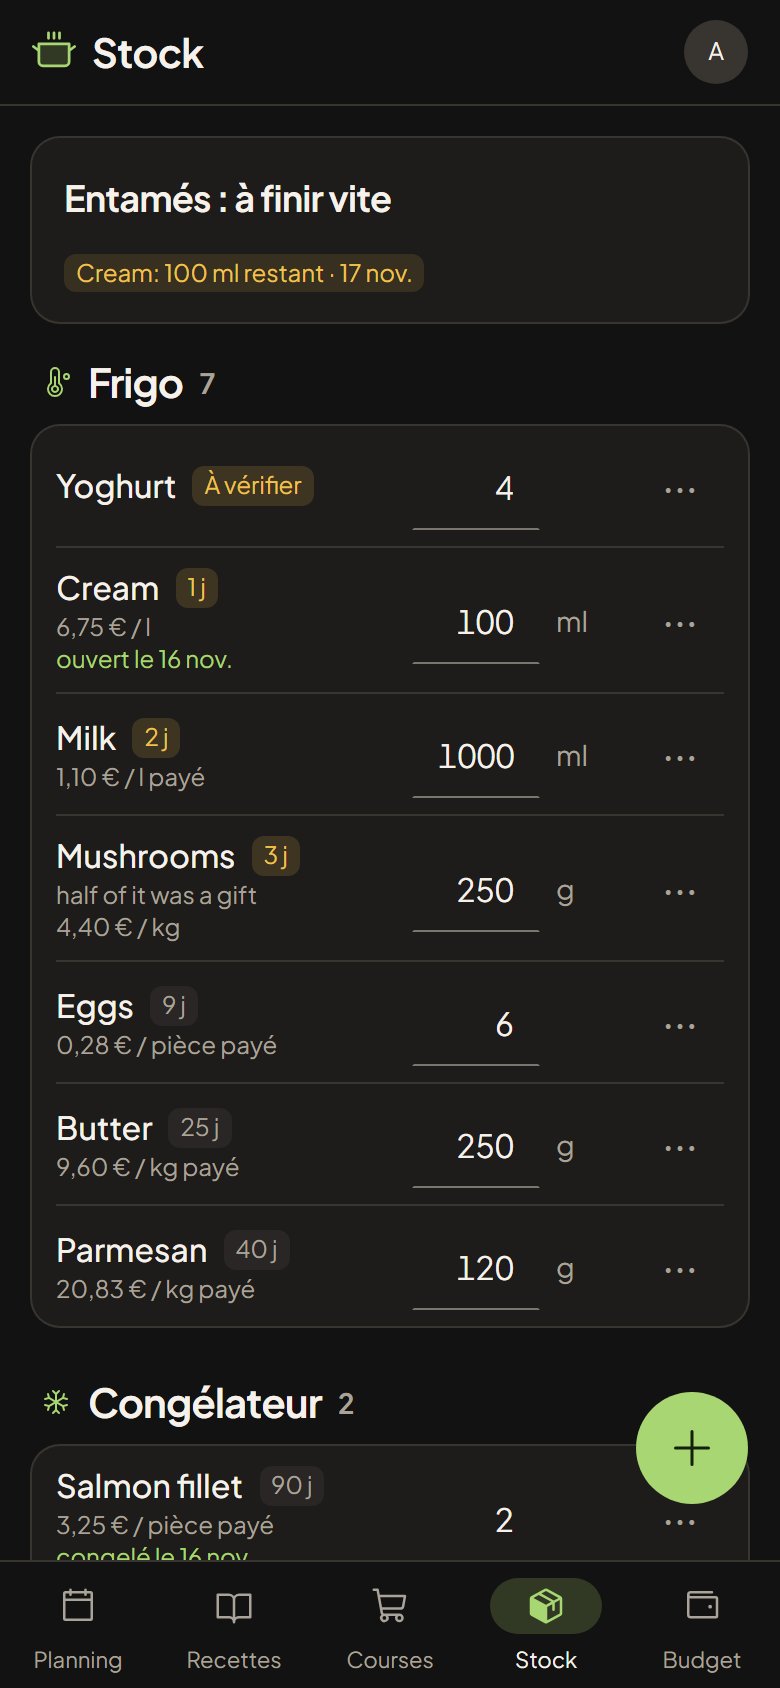 Stock
A
Entamés : à finir vite
Cream: 100 ml restant · 17 nov.
Frigo 7
Yoghurt À vérifier 4
Cream 1 j
6,75 € / l
ouvert le 16 nov.
100 ml
Milk 2 j
1,10 € / l payé
1000 ml
Mushrooms 3 j
half of it was a gift
4,40 € / kg
250 g
Eggs 9 j
0,28 € / pièce payé
6
Butter 25 j
9,60 € / kg payé
250 g
Parmesan 40 j
20,83 € / kg payé
120 g
Congélateur 2
Salmon fillet 90 j
3,25 € / pièce payé
2
congelé le 16 nov.
Planning
Recettes
Courses
Stock
Budget